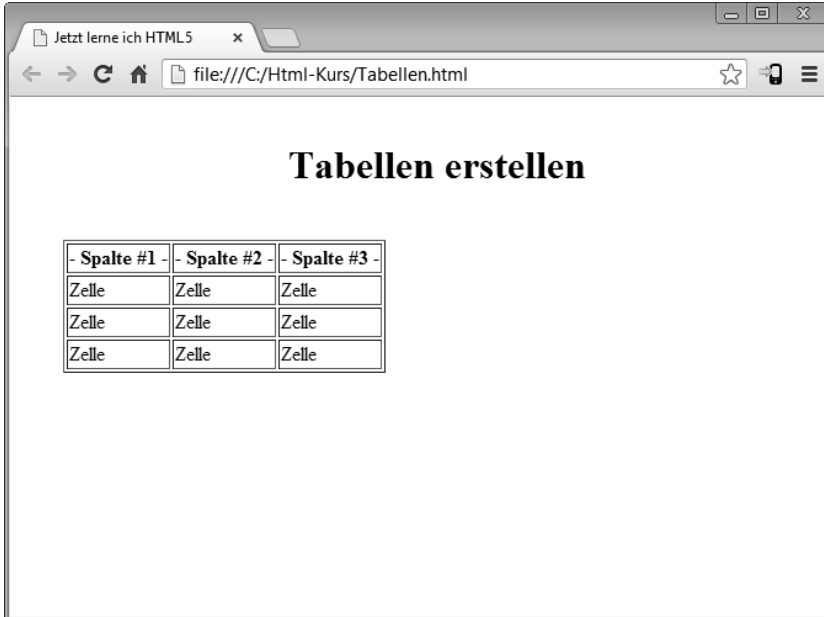 Jetzt lerne ich HTML5
file:///C:/Html-Kurs/Tabellen.html
Tabellen erstellen
- Spalte #1 - - Spalte #2 - - Spalte #3 -
Zelle Zelle Zelle
Zelle Zelle Zelle
Zelle Zelle Zelle